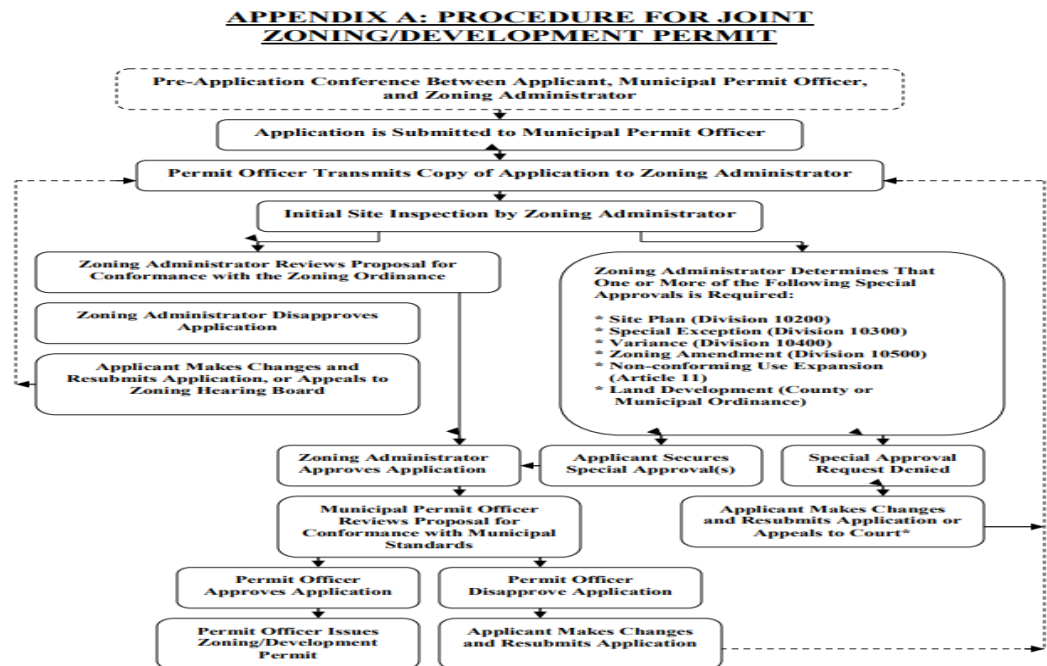 APPENDIX A: PROCEDURE FOR JOINT
ZONING/DEVELOPMENT PERMIT
Pre-Application Conference Between Applicant, Municipal Permit Officer,
and Zoning Administrator
Application is Submitted to Municipal Permit Officer
Permit Officer Transmits Copy of Application to Zoning Administrator
Initial Site Inspection by Zoning Administrator
Zoning Administrator Reviews Proposal for
Conformance with the Zoning Ordinance
Zoning Administrator Disapproves
Application
Applicant Makes Changes and
Resubmits Application, or Appeals to
Zoning Hearing Board
Zoning Administrator Determines That
One or More of the Following Special
Approvals is Required:
* Site Plan (Division 10200)
* Special Exception (Division 10300)
* Variance (Division 10400)
* Zoning Amendment (Division 10500)
* Non-conforming Use Expansion
(Article 11)
* Land Development (County or
Municipal Ordinance)
Zoning Administrator
Approves Application
Applicant Secures
Special Approval(s)
Special Approval
Request Denied
Municipal Permit Officer
Reviews Proposal for
Conformance with Municipal
Standards
Applicant Makes Changes
and Resubmits Application or
Appeals to Court*
Permit Officer
Approves Application
Permit Officer
Disapprove Application
Permit Officer Issues
Zoning/Development
Permit
Applicant Makes Changes
and Resubmits Application